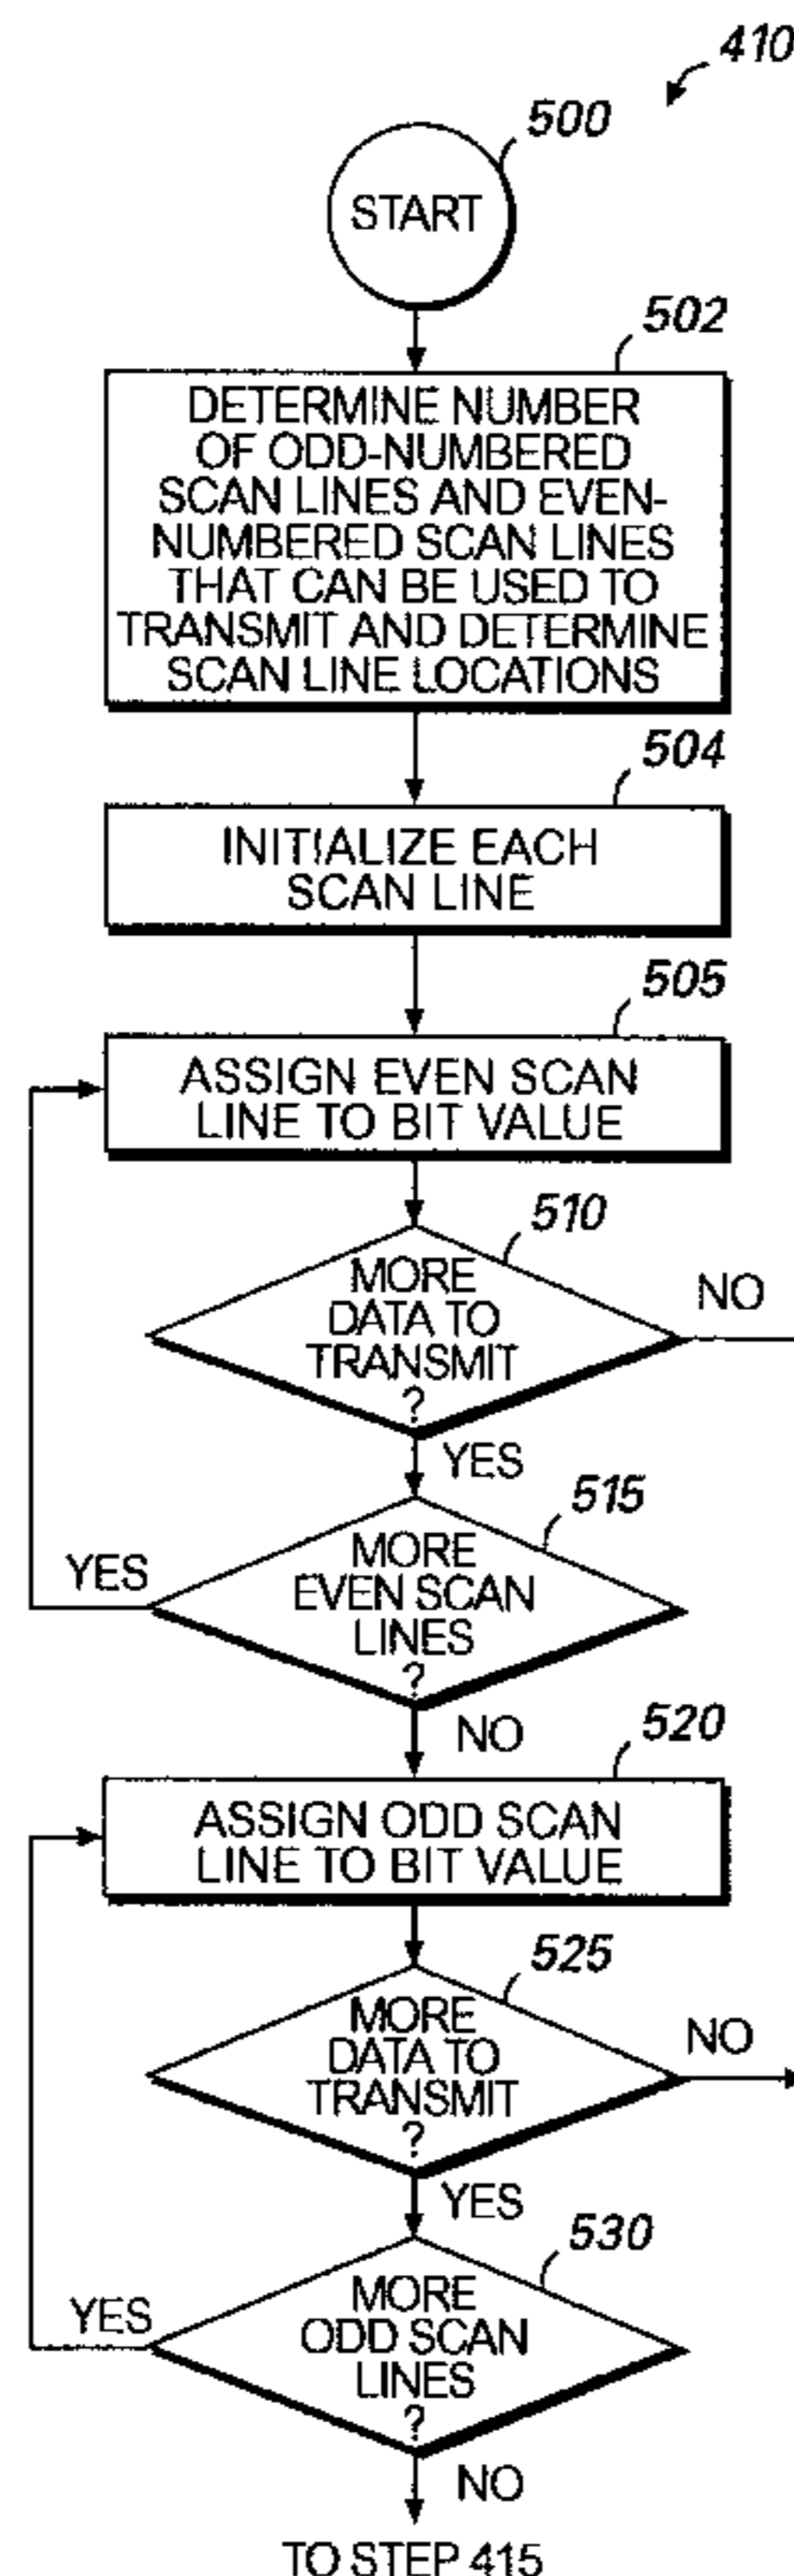 410
500
START
502
DETERMINE NUMBER
OF ODD-NUMBERED
SCAN LINES AND EVEN-
NUMBERED SCAN LINES
THAT CAN BE USED TO
TRANSMIT AND DETERMINE
SCAN LINE LOCATIONS
504
INITIALIZE EACH
SCAN LINE
505
ASSIGN EVEN SCAN
LINE TO BIT VALUE
510
MORE
DATA TO
TRANSMIT
?
NO
YES
515
MORE
EVEN SCAN
LINES
?
YES
NO
520
ASSIGN ODD SCAN
LINE TO BIT VALUE
525
MORE
DATA TO
TRANSMIT
?
NO
YES
530
MORE
ODD SCAN
LINES
?
YES
NO
TO STEP 415